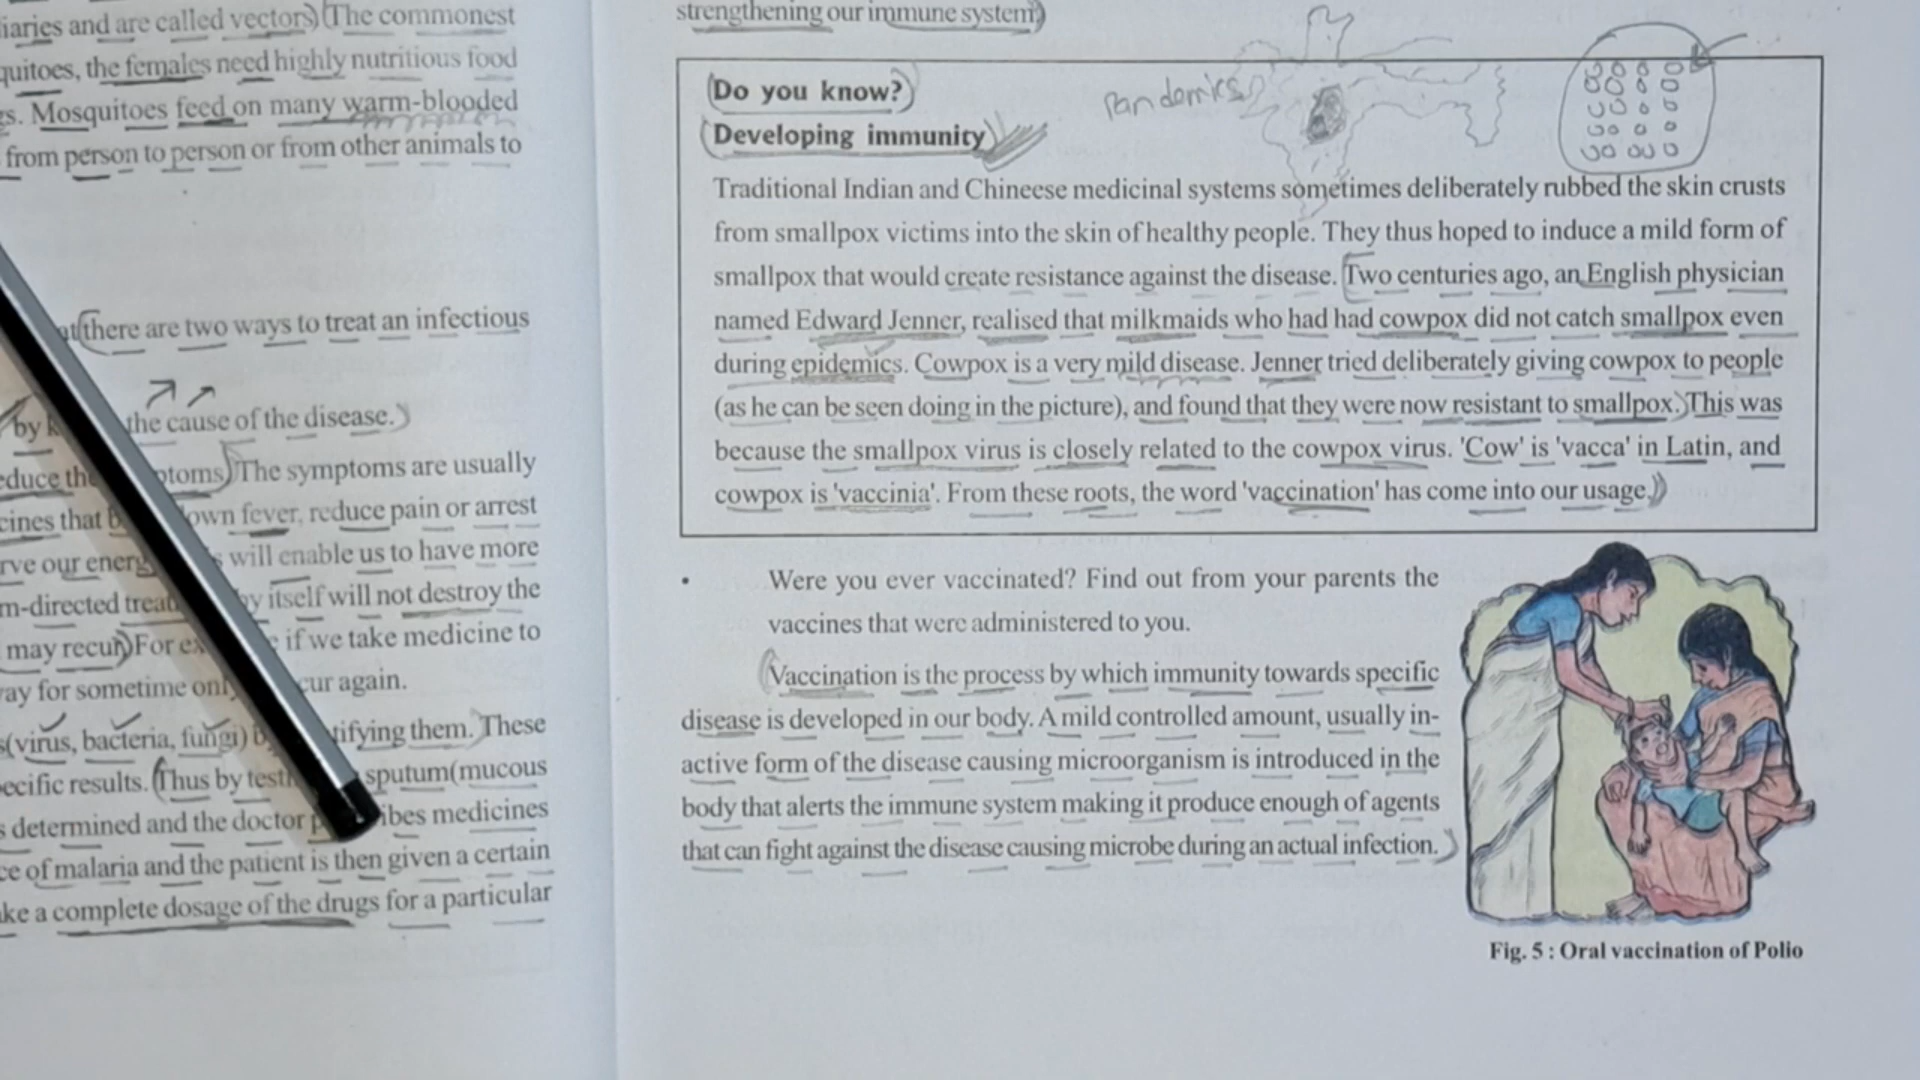 iaries and are called vectors) (The commonest
quitoes, the females need highly nutritious food
s. Mosquitoes feed on many warm-blooded
from person to person or from other animals to
there are two ways to treat an infectious
by the cause of the disease.)
educe the ptoms) The symptoms are usually
cines that own fever, reduce pain or arrest
rve our energ will enable us to have more
m-directed treat by itself will not destroy the
may recur) For ex if we take medicine to
ay for sometime only cur again.
(virus, bacteria, fungi) b tifying them. These
ecific results. (Thus by testi sputum(mucous
s determined and the doctor p ibes medicines
ce of malaria and the patient is then given a certain
ke a complete dosage of the drugs for a particular
strengthening our immune system)
Do you know?
pandemics
Developing immunity
Traditional Indian and Chineese medicinal systems sometimes deliberately rubbed the skin crusts
from smallpox victims into the skin of healthy people. They thus hoped to induce a mild form of
smallpox that would create resistance against the disease. Two centuries ago, an English physician
named Edward Jenner, realised that milkmaids who had had cowpox did not catch smallpox even
during epidemics. Cowpox is a very mild disease. Jenner tried deliberately giving cowpox to people
(as he can be seen doing in the picture), and found that they were now resistant to smallpox. This was
because the smallpox virus is closely related to the cowpox virus. 'Cow' is 'vacca' in Latin, and
cowpox is 'vaccinia'. From these roots, the word 'vaccination' has come into our usage.
• Were you ever vaccinated? Find out from your parents the
vaccines that were administered to you.
Vaccination is the process by which immunity towards specific
disease is developed in our body. A mild controlled amount, usually in-
active form of the disease causing microorganism is introduced in the
body that alerts the immune system making it produce enough of agents
that can fight against the disease causing microbe during an actual infection.
Fig. 5 : Oral vaccination of Polio